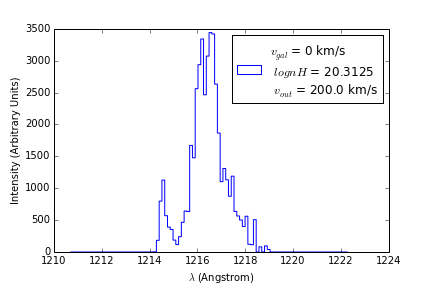 3500
3000
2500
2000
1500
1000
500
0
Intensity (Arbitrary Units)
v_gal = 0 km/s
lognH = 20.3125
v_out = 200.0 km/s
1210 1212 1214 1216 1218 1220 1222 1224
λ (Angstrom)